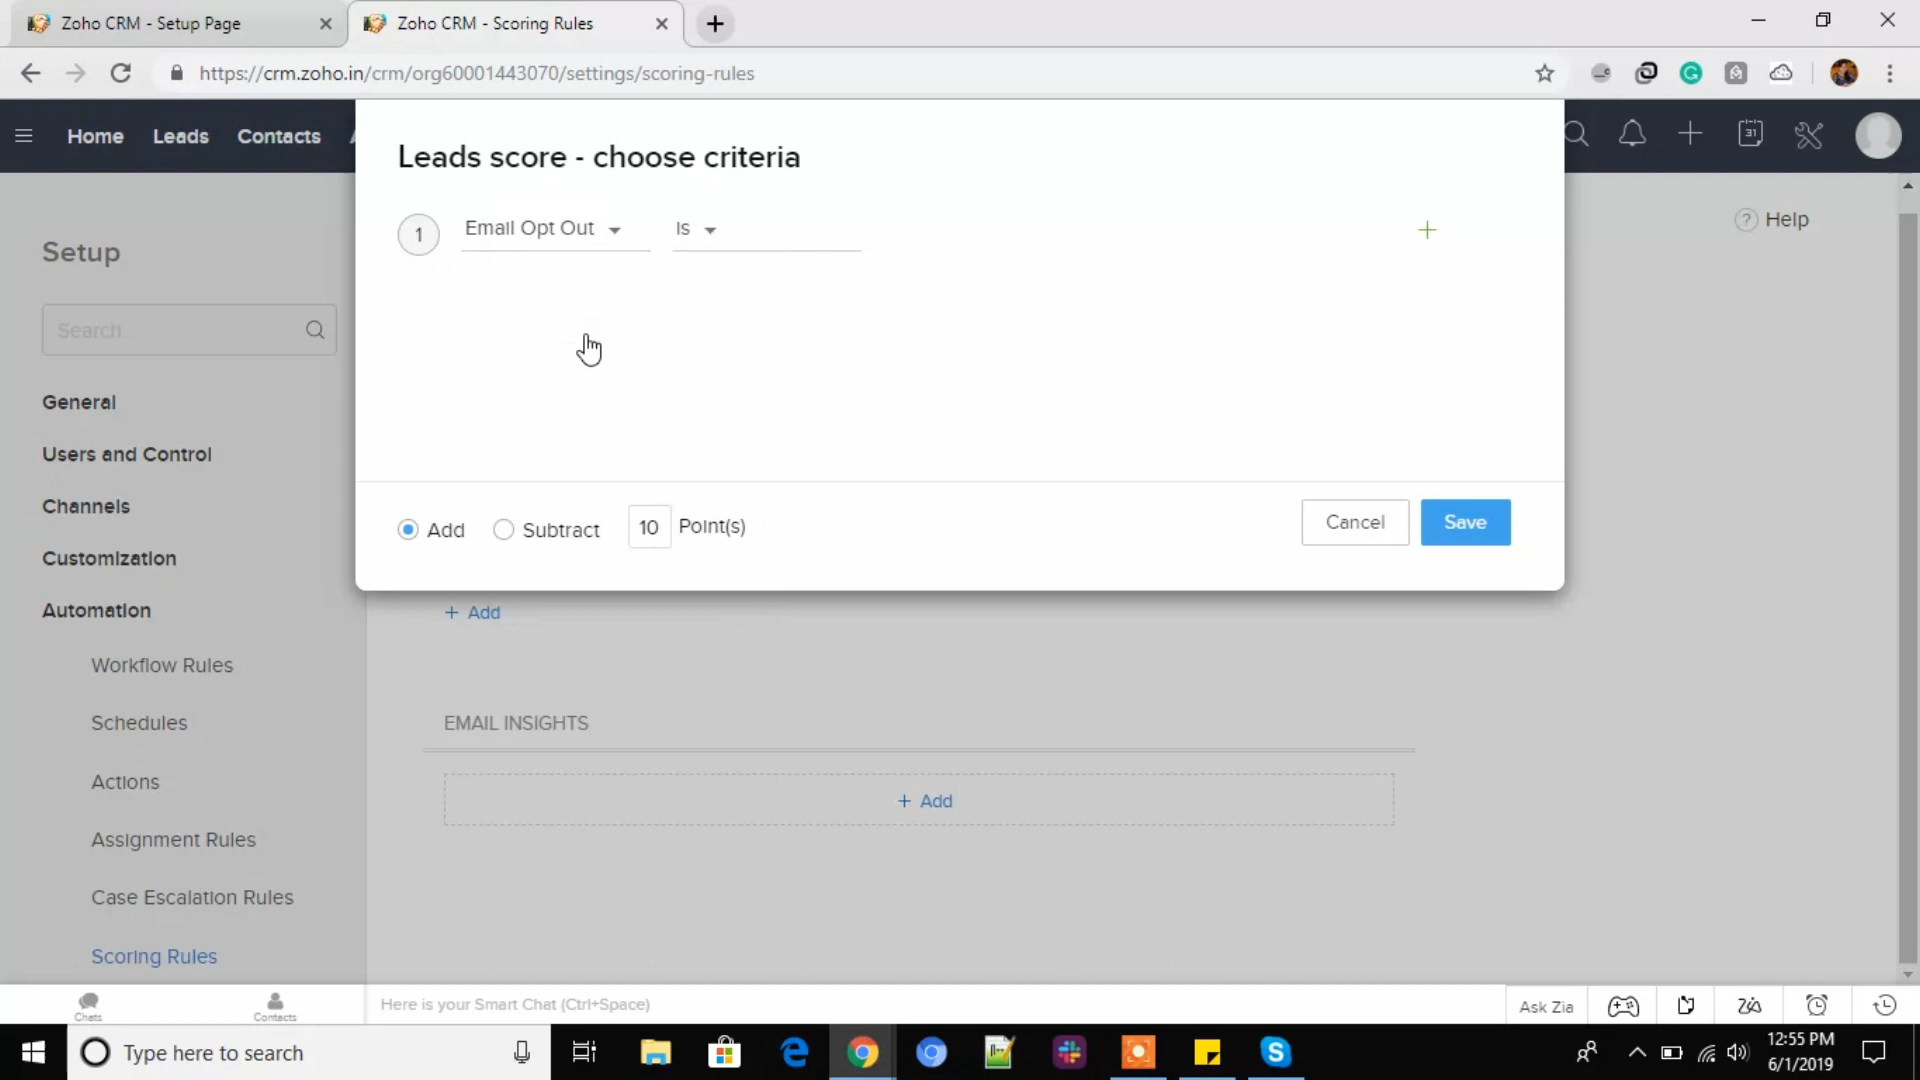 Zoho CRM - Setup Page
Zoho CRM - Scoring Rules
https://crm.zoho.in/crm/org60001443070/settings/scoring-rules
Home Leads Contacts
31
Leads score - choose criteria
1 Email Opt Out Is
Help
Setup
Search
General
Users and Control
Channels
Customization
Automation
Workflow Rules
Schedules
Actions
Assignment Rules
Case Escalation Rules
Scoring Rules
Add Subtract 10 Point(s)
Cancel Save
+ Add
EMAIL INSIGHTS
+ Add
Chats
Contacts
Here is your Smart Chat (Ctrl+Space)
Ask Zia
Type here to search
12:55 PM
6/1/2019